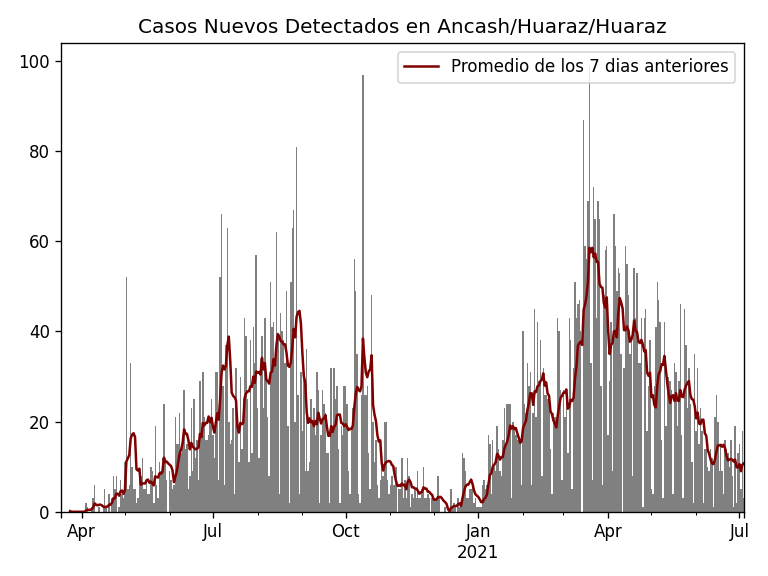 Casos Nuevos Detectados en Ancash/Huaraz/Huaraz
Promedio de los 7 dias anteriores
100
80
60
40
20
0
Apr Jul Oct Jan Apr Jul
2021